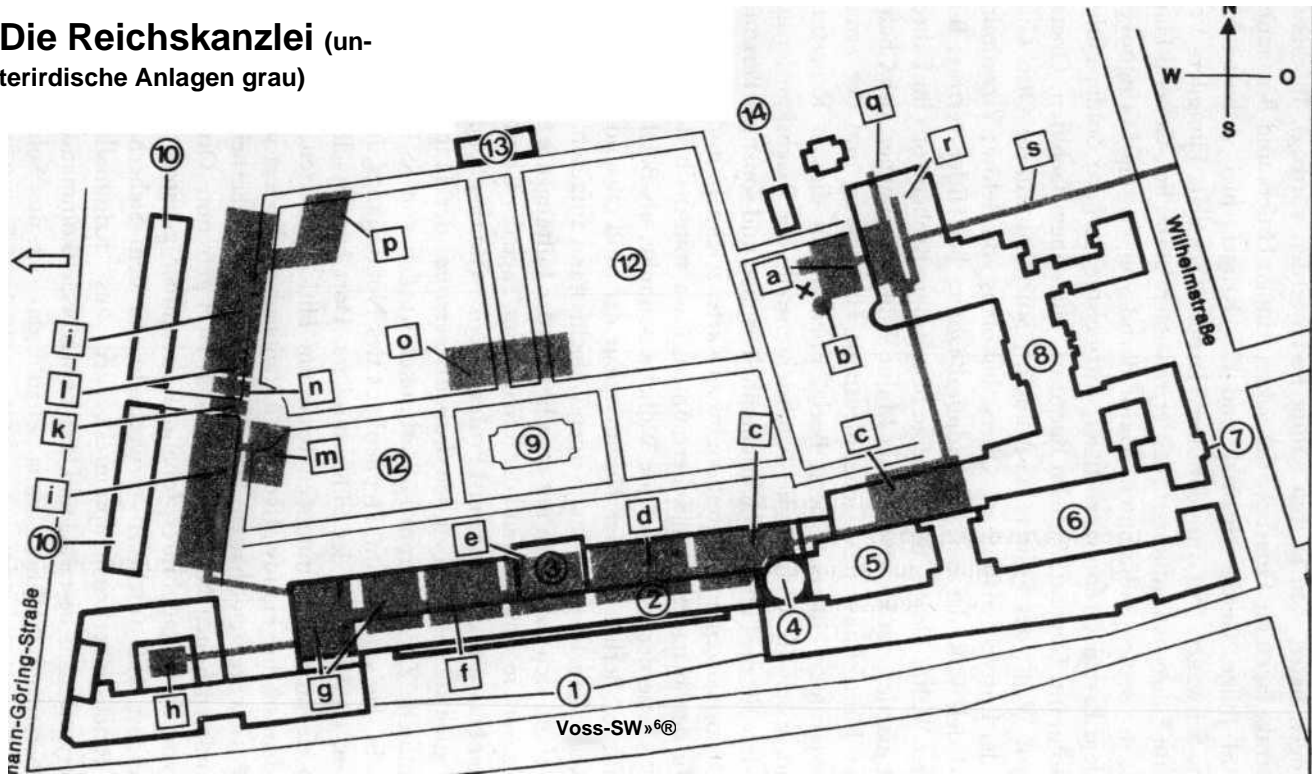 Die Reichskanzlei (un-
terirdische Anlagen grau)
N
W O
S
14
q
r
s
10
13
p
12
a
b
Wilhelmstraße
i
l
k
o
n
8
m
12
9
c
c
7
i
10
e
d
6
3
2
5
4
h
g
f
1
Voss-SW»⁶®
mann-Göring-Straße